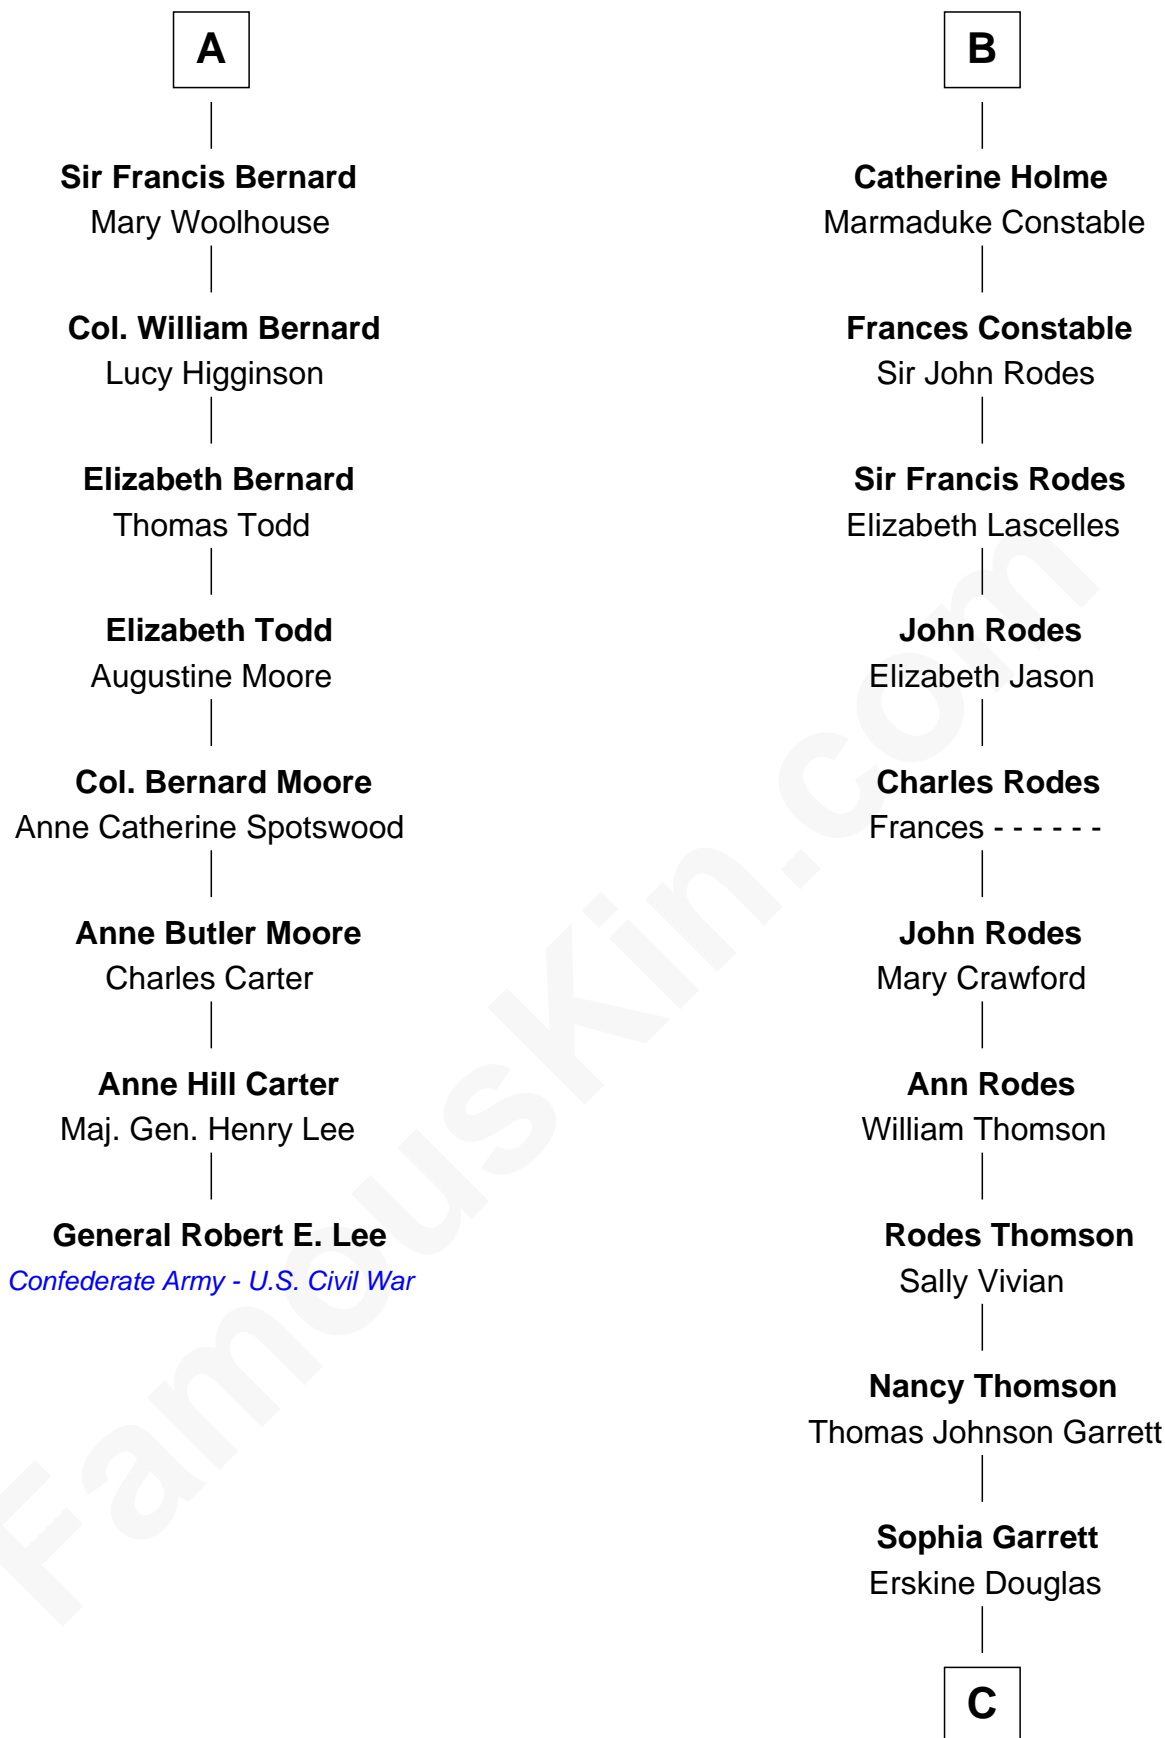 A
Sir Francis Bernard
Mary Woolhouse
Col. William Bernard
Lucy Higginson
Elizabeth Bernard
Thomas Todd
Elizabeth Todd
Augustine Moore
Col. Bernard Moore
Anne Catherine Spotswood
Anne Butler Moore
Charles Carter
Anne Hill Carter
Maj. Gen. Henry Lee
General Robert E. Lee
Confederate Army - U.S. Civil War
B
Catherine Holme
Marmaduke Constable
Frances Constable
Sir John Rodes
Sir Francis Rodes
Elizabeth Lascelles
John Rodes
Elizabeth Jason
Charles Rodes
Frances - - - - - -
John Rodes
Mary Crawford
Ann Rodes
William Thomson
Rodes Thomson
Sally Vivian
Nancy Thomson
Thomas Johnson Garrett
Sophia Garrett
Erskine Douglas
C
FamousKin.com